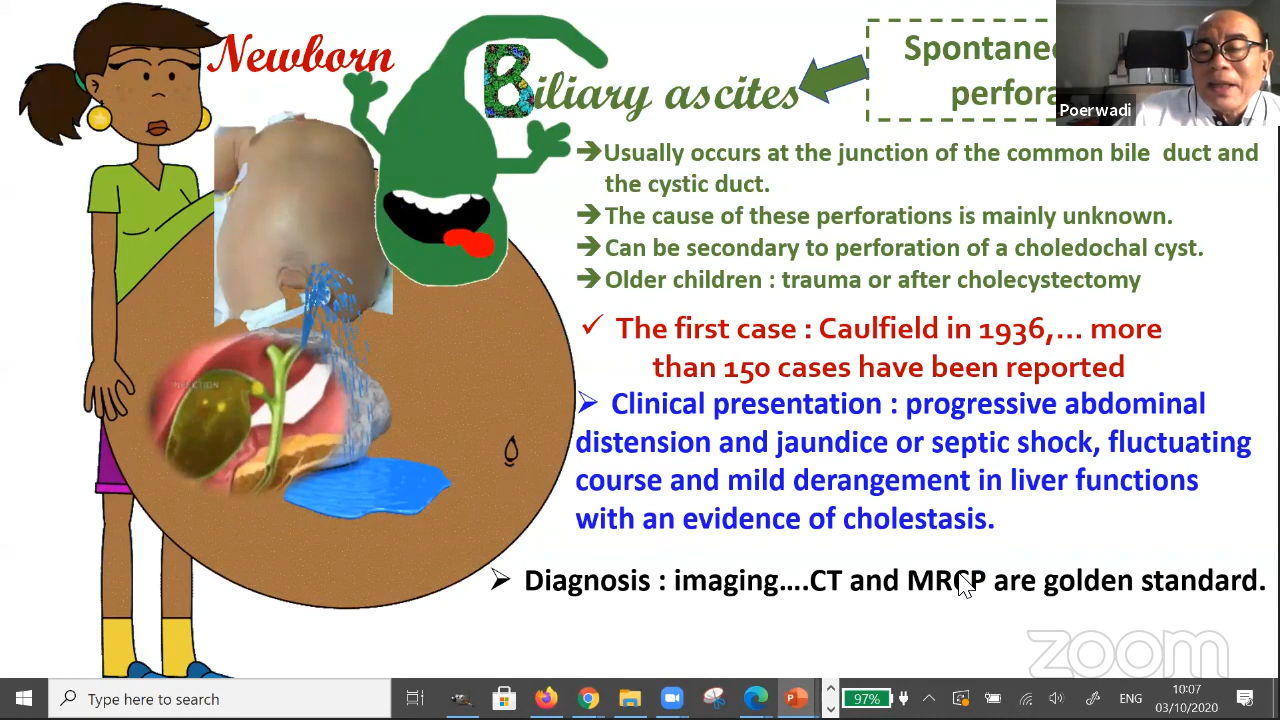 Newborn
Biliary ascites
Poerwadi
➔Usually occurs at the junction of the common bile duct and
the cystic duct.
➔The cause of these perforations is mainly unknown.
➔Can be secondary to perforation of a choledochal cyst.
➔Older children : trauma or after cholecystectomy
✓ The first case : Caulfield in 1936,... more
than 150 cases have been reported
➢ Clinical presentation : progressive abdominal
distension and jaundice or septic shock, fluctuating
course and mild derangement in liver functions
with an evidence of cholestasis.
➢ Diagnosis : imaging….CT and MRCP are golden standard.
zoom
Type here to search
97%
ENG
10:07
03/10/2020